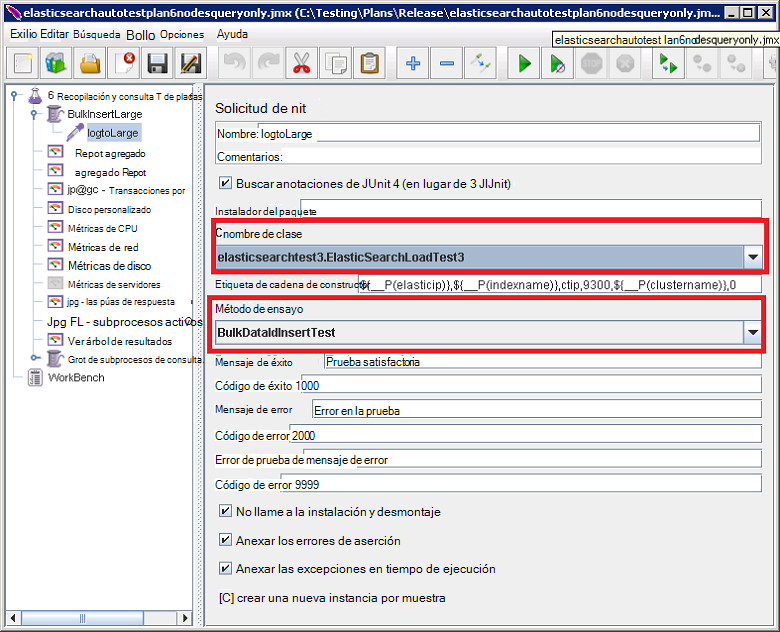 elasticsearchautotestplan6nodesqueryonly.jmx (C:\Testing\Plans\Release\elasticsearchautotestplan6nodesqueryonly.jm...
Exilio Editar Búsqueda Bollo Opciones Ayuda
elasticsearchautotest lan6nodesqueryonly.jmx
6 Recopilación y consulta T de pladas
BulkInsertLarge
logtoLarge
Repot agregado
agregado Repot
jp@gc - Transacciones por
Disco personalizado
Métricas de CPU
Métricas de red
Métricas de disco
Métricas de servidores
jpg - las púas de respuesta
Jpg FL - subprocesos activos
Ver árbol de resultados
Grot de subprocesos de consulta
WorkBench
Solicitud de nit
Nombre: logtoLarge
Comentarios:
Buscar anotaciones de JUnit 4 (en lugar de 3 JlJnit)
Instalador del paquete
C nombre de clase
elasticsearchtest3.ElasticSearchLoadTest3
Etiqueta de cadena de constructor ${__P(elasticip)},${__P(indexname)},ctip,9300,${__P(clustername)},0
Método de ensayo
BulkDataIdInsertTest
Mensaje de éxito Prueba satisfactoria
Código de éxito 1000
Mensaje de error Error en la prueba
Código de error 2000
Error de prueba de mensaje de error
Código de error 9999
No llame a la instalación y desmontaje
Anexar los errores de aserción
Anexar las excepciones en tiempo de ejecución
[C] crear una nueva instancia por muestra